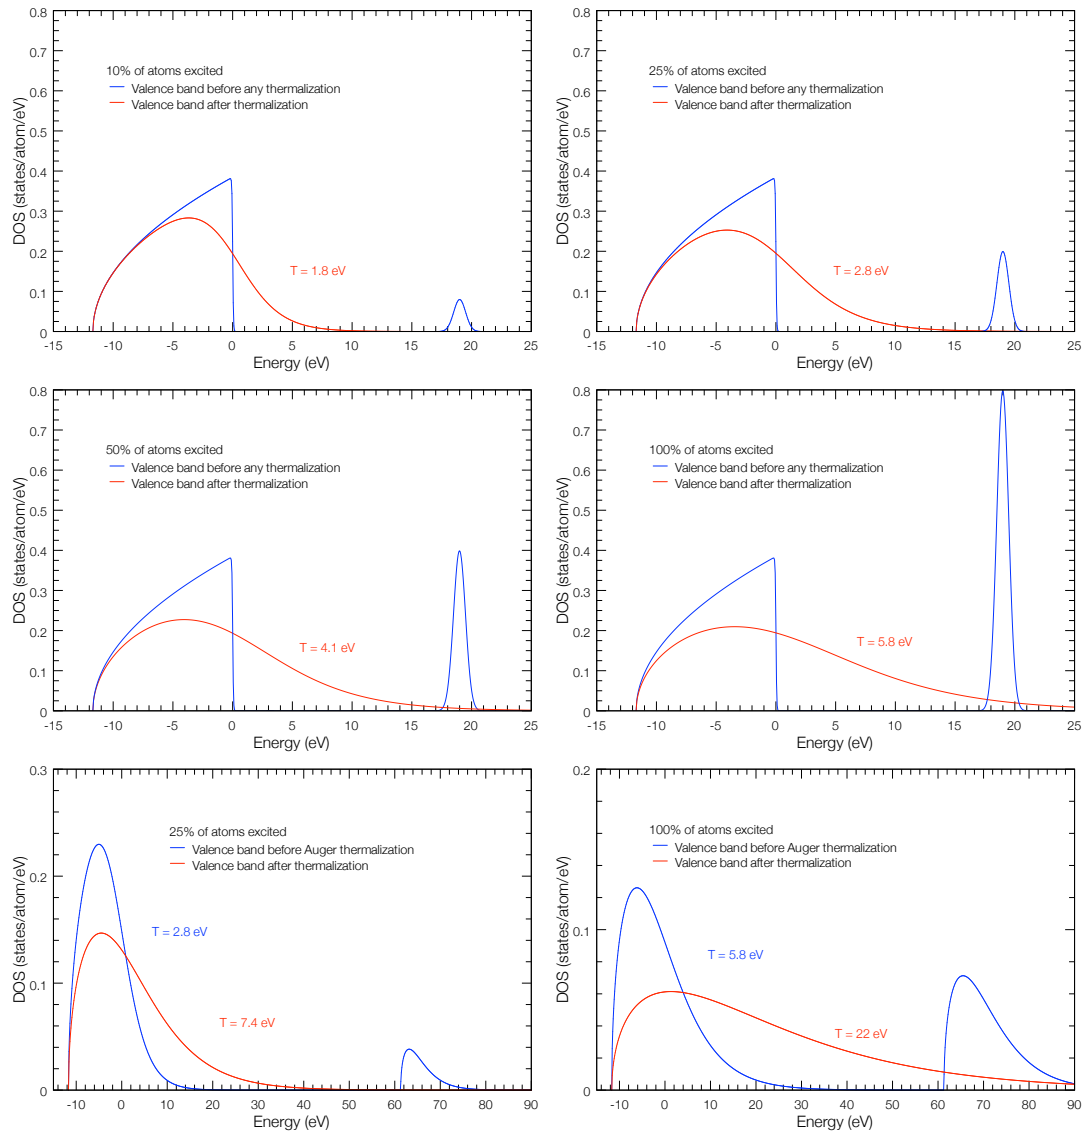 0.8
0.7
0.6
0.5
0.4
0.3
0.2
0.1
0
DOS (states/atom/eV)
10% of atoms excited
Valence band before any thermalization
Valence band after thermalization
T = 1.8 eV
-15 -10 -5 0 5 10 15 20 25
Energy (eV)
0.8
0.7
0.6
0.5
0.4
0.3
0.2
0.1
0
DOS (states/atom/eV)
25% of atoms excited
Valence band before any thermalization
Valence band after thermalization
T = 2.8 eV
-15 -10 -5 0 5 10 15 20 25
Energy (eV)
0.8
0.7
0.6
0.5
0.4
0.3
0.2
0.1
0
DOS (states/atom/eV)
50% of atoms excited
Valence band before any thermalization
Valence band after thermalization
T = 4.1 eV
-15 -10 -5 0 5 10 15 20 25
Energy (eV)
0.8
0.7
0.6
0.5
0.4
0.3
0.2
0.1
0
DOS (states/atom/eV)
100% of atoms excited
Valence band before any thermalization
Valence band after thermalization
T = 5.8 eV
-15 -10 -5 0 5 10 15 20 25
Energy (eV)
0.3
0.2
0.1
0
DOS (states/atom/eV)
25% of atoms excited
Valence band before Auger thermalization
Valence band after thermalization
T = 2.8 eV
T = 7.4 eV
-10 0 10 20 30 40 50 60 70 80 90
Energy (eV)
0.2
0.1
0
DOS (states/atom/eV)
100% of atoms excited
Valence band before Auger thermalization
Valence band after thermalization
T = 5.8 eV
T = 22 eV
-10 0 10 20 30 40 50 60 70 80 90
Energy (eV)